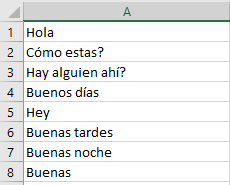 A
1 Hola
2 Cómo estas?
3 Hay alguien ahí?
4 Buenos días
5 Hey
6 Buenas tardes
7 Buenas noche
8 Buenas